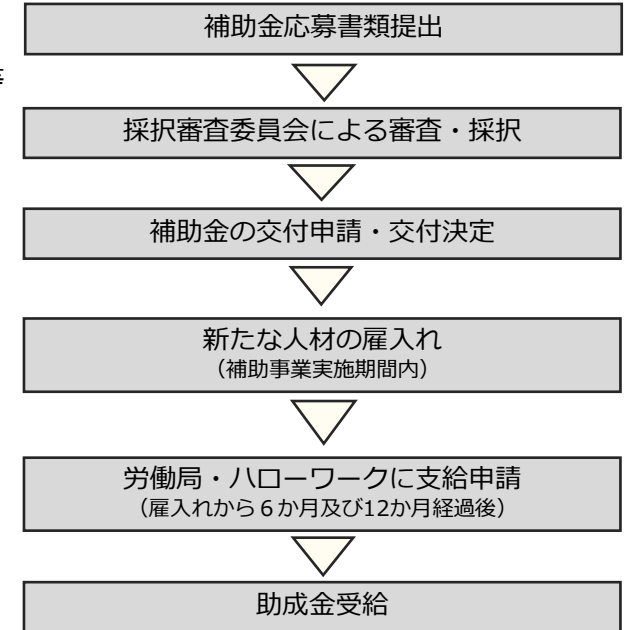 補助金応募書類提出
採択審査委員会による審査・採択
補助金の交付申請・交付決定
新たな人材の雇入れ
（補助事業実施期間内）
労働局・ハローワークに支給申請
（雇入れから６か月及び12か月経過後）
助成金受給